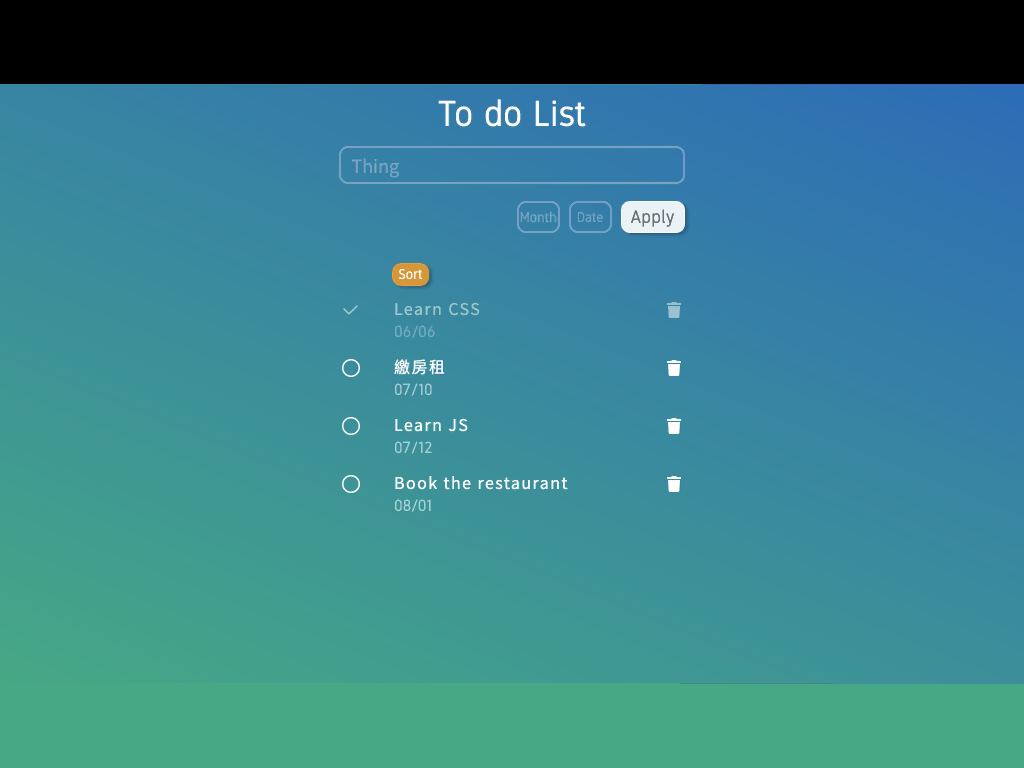 To do List
Thing
Month Date Apply
Sort
Learn CSS
06/06
繳房租
07/10
Learn JS
07/12
Book the restaurant
08/01